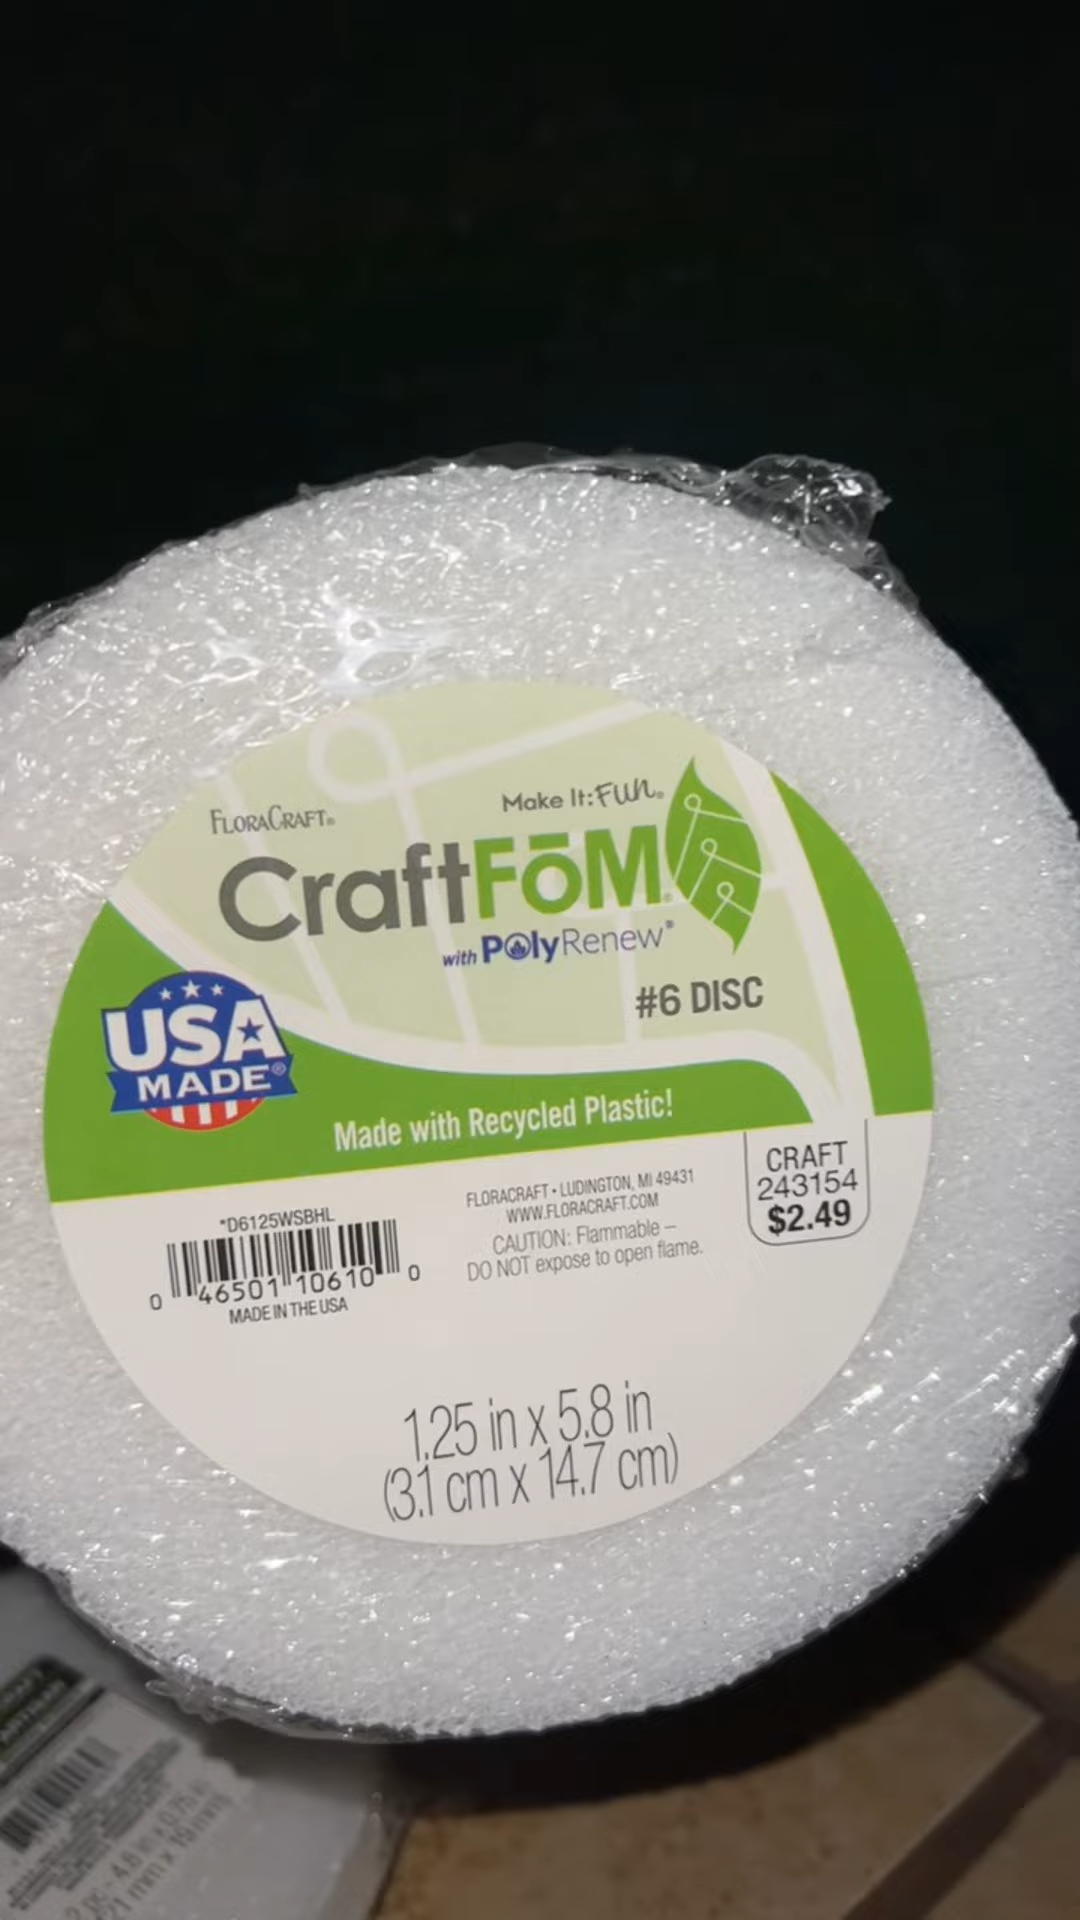 FLORACRAFT®
Make It: FUN®
CraftFōM®
with PolyRenew®
#6 DISC
USA
MADE®
Made with Recycled Plastic!
CRAFT
243154
$2.49
FLORACRAFT • LUDINGTON, MI 49431
WWW.FLORACRAFT.COM
CAUTION: Flammable –
DO NOT expose to open flame.
*D6125WSBHL
0 46501 10610 0
MADE IN THE USA
1.25 in x 5.8 in
(3.1 cm x 14.7 cm)